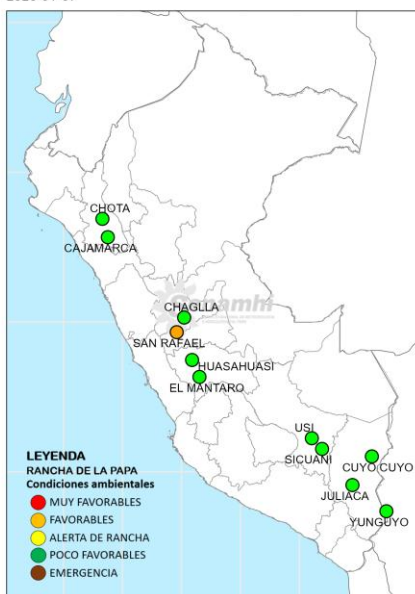 CHOTA
CAJAMARCA
Senamhi
CHAGLLA
SAN RAFAEL
HUASAHUASI
EL MANTARO
USI
SICUANI
CUYO CUYO
JULIACA
YUNGUYO
LEYENDA
RANCHA DE LA PAPA
Condiciones ambientales
MUY FAVORABLES
FAVORABLES
ALERTA DE RANCHA
POCO FAVORABLES
EMERGENCIA